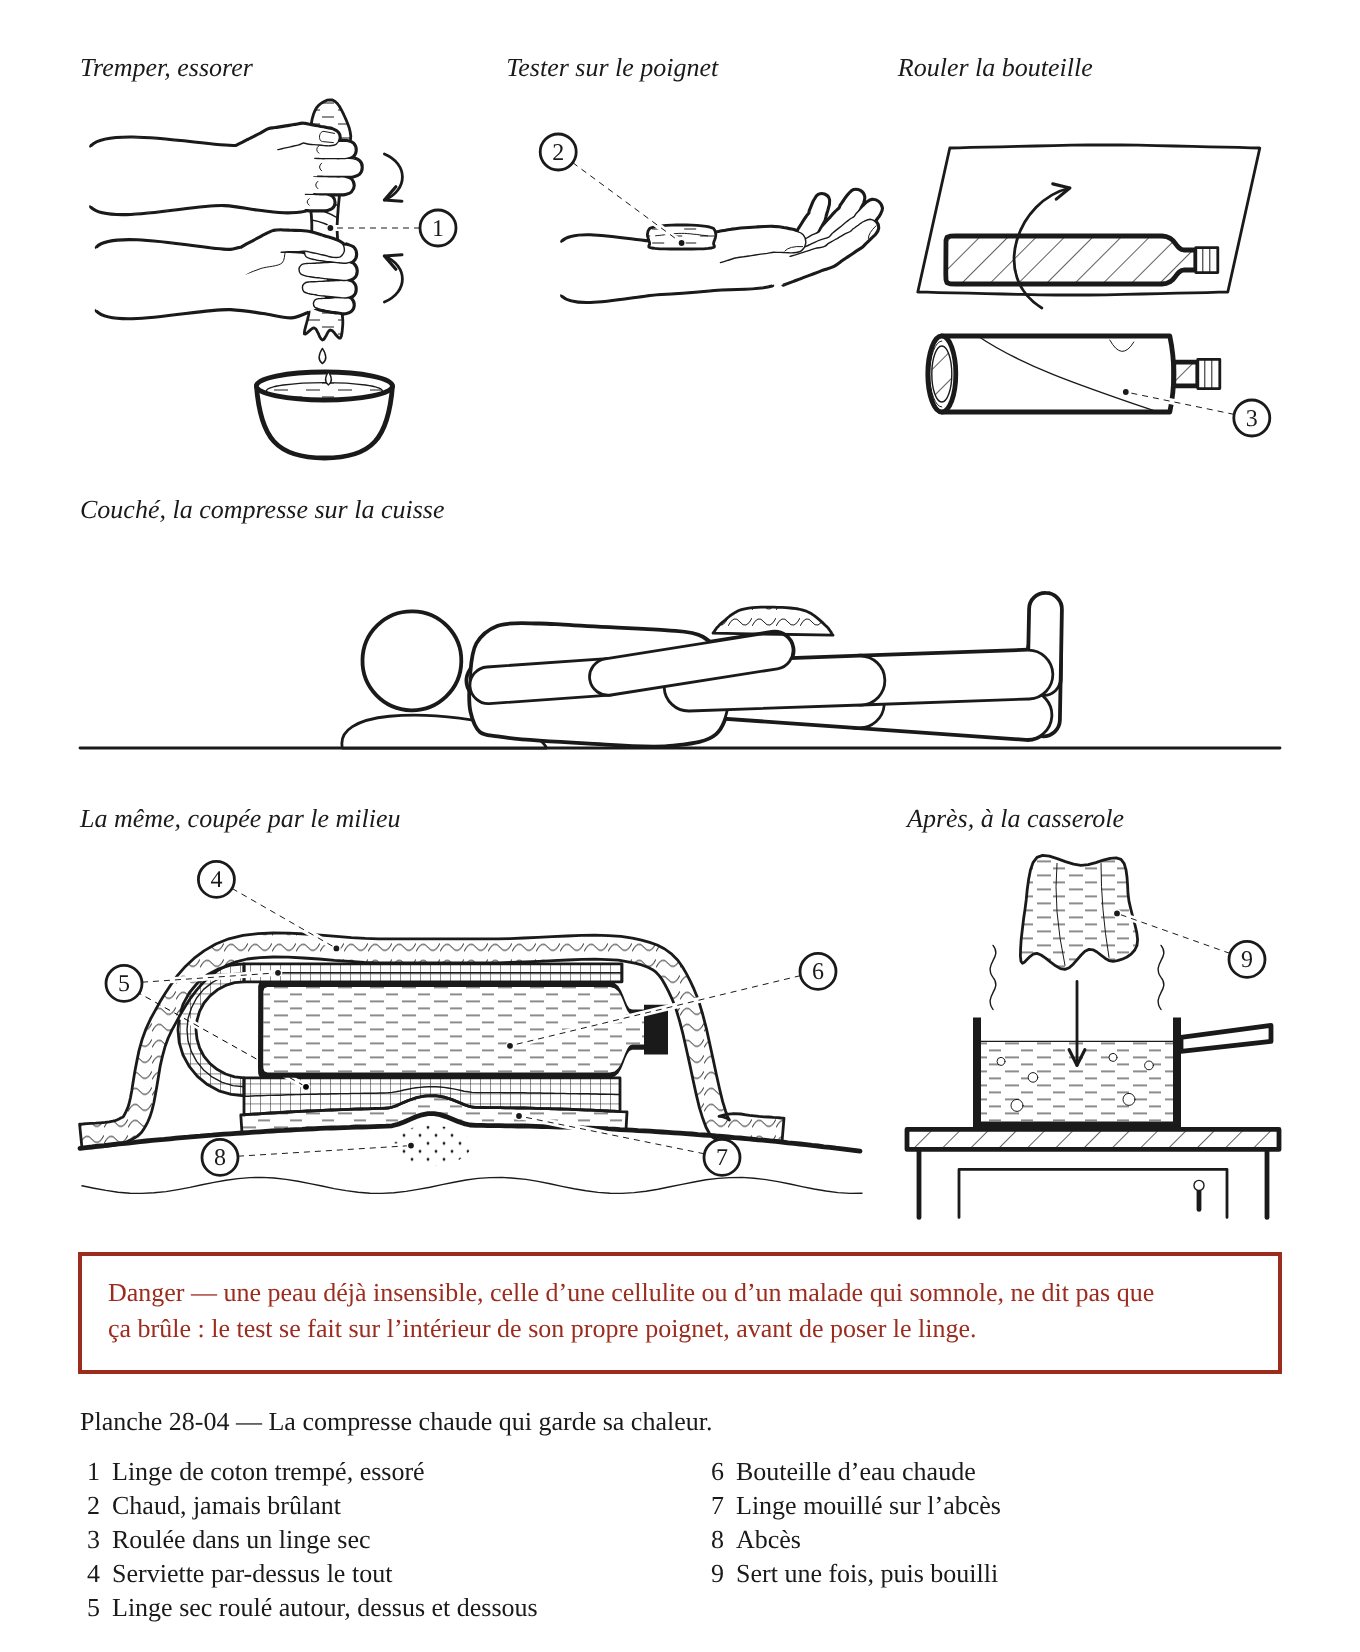 Tremper, essorer
Tester sur le poignet
Rouler la bouteille
2
1
3
Couché, la compresse sur la cuisse
La même, coupée par le milieu
Après, à la casserole
4
5
6
9
8
7
Danger — une peau déjà insensible, celle d’une cellulite ou d’un malade qui somnole, ne dit pas que
ça brûle : le test se fait sur l’intérieur de son propre poignet, avant de poser le linge.
Planche 28-04 — La compresse chaude qui garde sa chaleur.
1 Linge de coton trempé, essoré
2 Chaud, jamais brûlant
3 Roulée dans un linge sec
4 Serviette par-dessus le tout
5 Linge sec roulé autour, dessus et dessous
6 Bouteille d’eau chaude
7 Linge mouillé sur l’abcès
8 Abcès
9 Sert une fois, puis bouilli